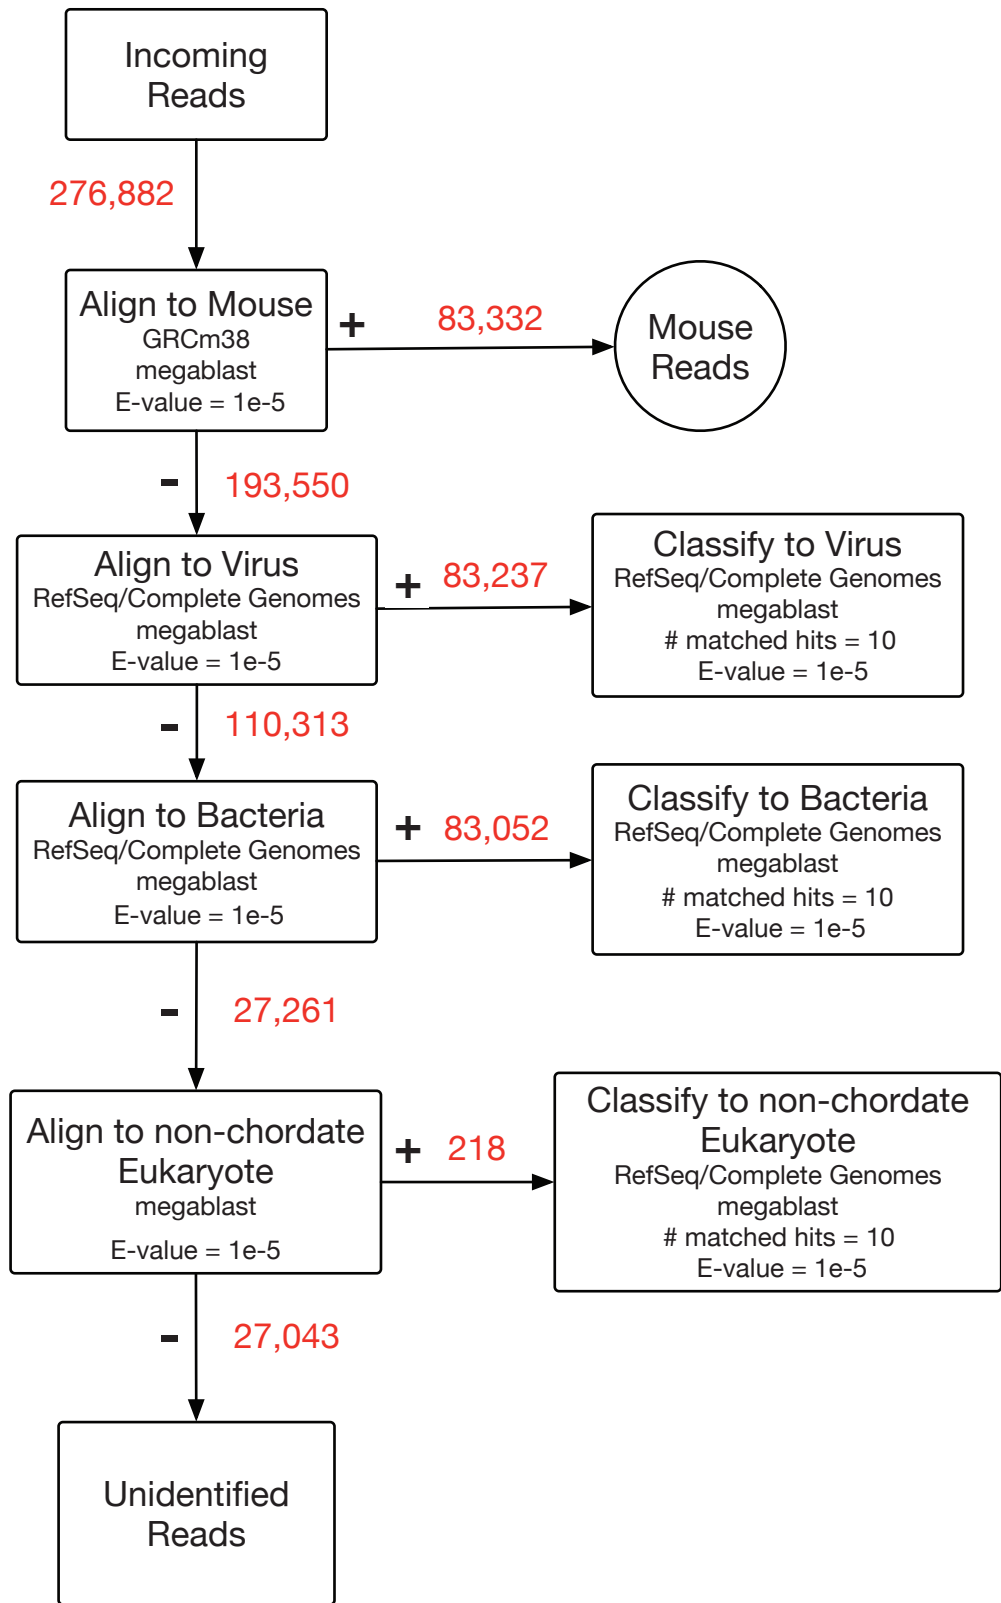 Incoming
Reads
276,882
Align to Mouse
GRCm38
megablast
E-value = 1e-5
+
83,332
Mouse
Reads
-
193,550
Align to Virus
RefSeq/Complete Genomes
megablast
E-value = 1e-5
+
83,237
Classify to Virus
RefSeq/Complete Genomes
megablast
# matched hits = 10
E-value = 1e-5
-
110,313
Align to Bacteria
RefSeq/Complete Genomes
megablast
E-value = 1e-5
+
83,052
Classify to Bacteria
RefSeq/Complete Genomes
megablast
# matched hits = 10
E-value = 1e-5
-
27,261
Align to non-chordate
Eukaryote
megablast
E-value = 1e-5
+
218
Classify to non-chordate
Eukaryote
RefSeq/Complete Genomes
megablast
# matched hits = 10
E-value = 1e-5
-
27,043
Unidentified
Reads